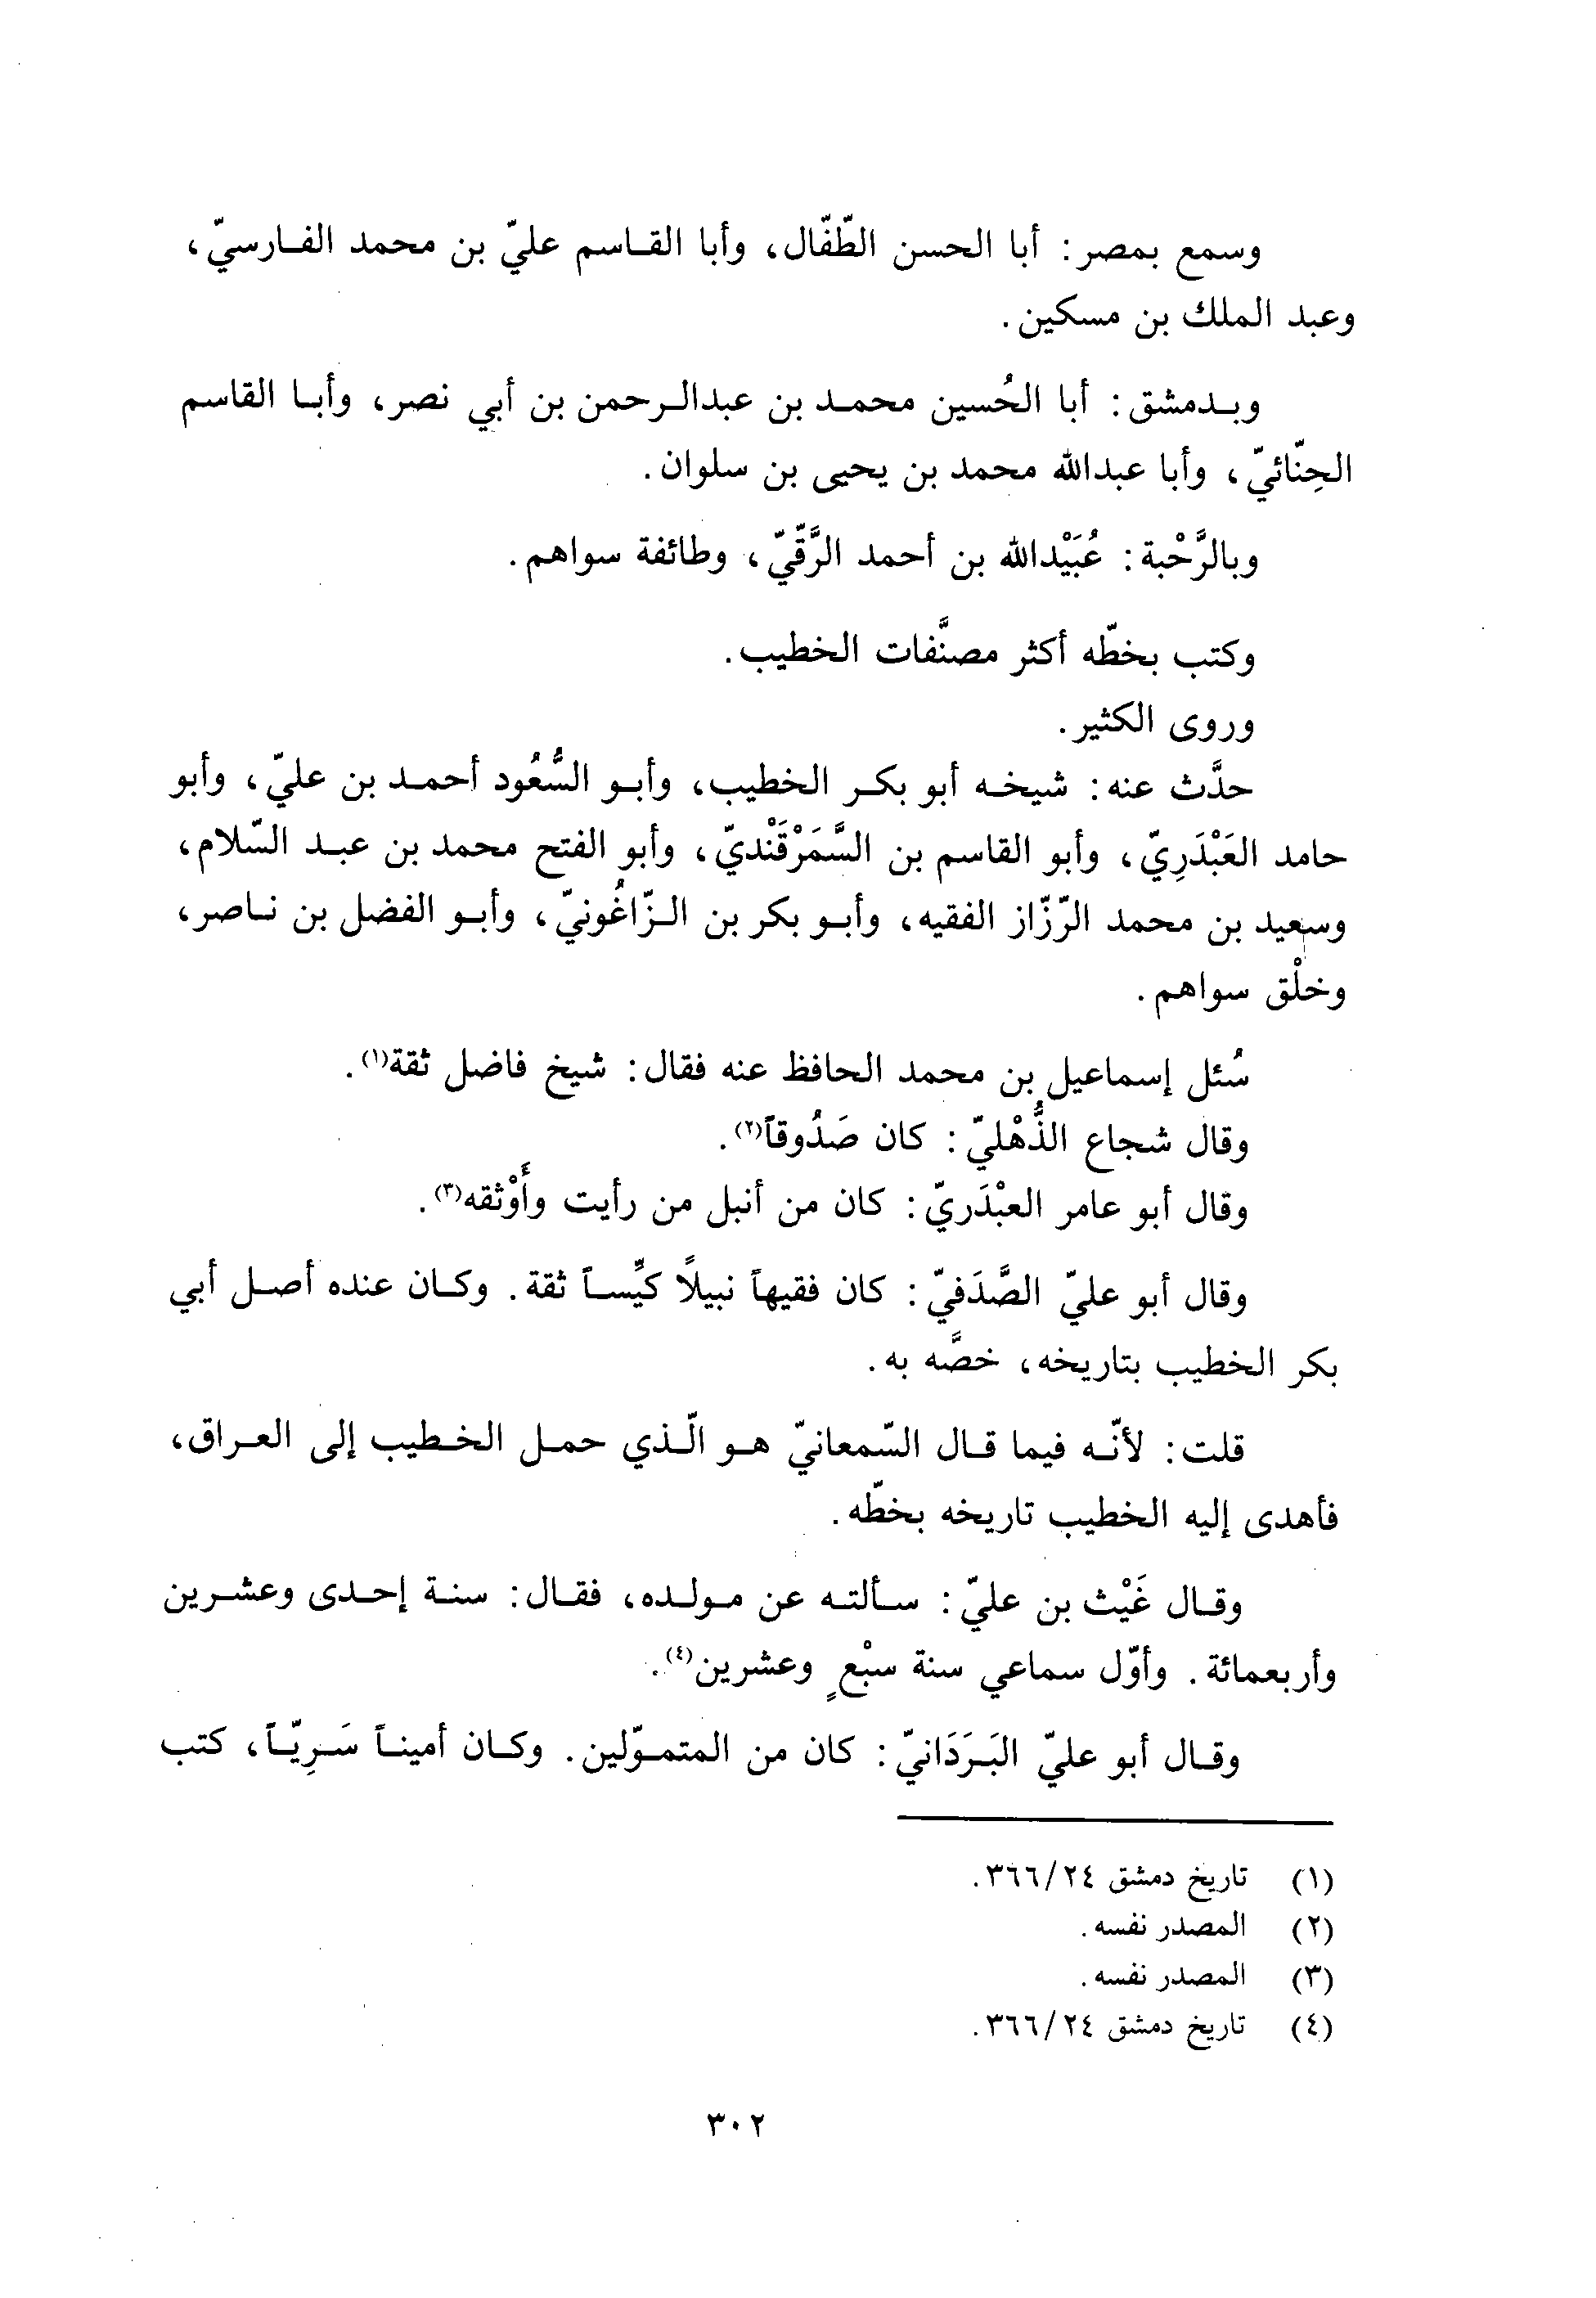 وسمع بمصر: أبا الحسن الطّفّال، وأبا القاسم عليّ بن محمد الفارسيّ،
وعبد الملك بن مسكين.
وبدمشق: أبا الحُسين محمد بن عبدالرحمن بن أبي نصر، وأبا القاسم
الحِنّائيّ، وأبا عبدالله محمد بن يحيى بن سلوان.
وبالرَّحْبة: عُبَيْدالله بن أحمد الرَّقّيّ، وطائفة سواهم.
وكتب بخطّه أكثر مصنَّفات الخطيب.
وروى الكثير.
حدَّث عنه: شيخه أبو بكر الخطيب، وأبو السُّعُود أحمد بن عليّ، وأبو
حامد العَبْدَرِيّ، وأبو القاسم بن السَّمَرْقَنْديّ، وأبو الفتح محمد بن عبد السّلام،
وسعيد بن محمد الرّزّاز الفقيه، وأبو بكر بن الزّاغُونيّ، وأبو الفضل بن ناصر،
وخلْق سواهم.
سُئل إسماعيل بن محمد الحافظ عنه فقال: شيخ فاضل ثقة(١).
وقال شجاع الذُّهْليّ: كان صَدُوقاً(٢).
وقال أبو عامر العبْدَريّ: كان من أنبل من رأيت وأَوْثقه(٣).
وقال أبو عليّ الصَّدَفيّ: كان فقيهاً نبيلًا كيِّساً ثقة. وكان عنده أصل أبي
بكر الخطيب بتاريخه، خصَّه به.
قلت: لأنّه فيما قال السّمعانيّ هو الّذي حمل الخطيب إلى العراق،
فأهدى إليه الخطيب تاريخه بخطّه.
وقال غَيْث بن عليّ: سألته عن مولده، فقال: سنة إحدى وعشرين
وأربعمائة. وأوّل سماعي سنة سبْعٍ وعشرين(٤).
وقال أبو عليّ البَرَدَانيّ: كان من المتموّلين. وكان أميناً سَرِيّاً، كتب
(١) تاريخ دمشق ٢٤/٣٦٦.
(٢) المصدر نفسه.
(٣) المصدر نفسه.
(٤) تاريخ دمشق ٢٤/٣٦٦.
٣٠٢